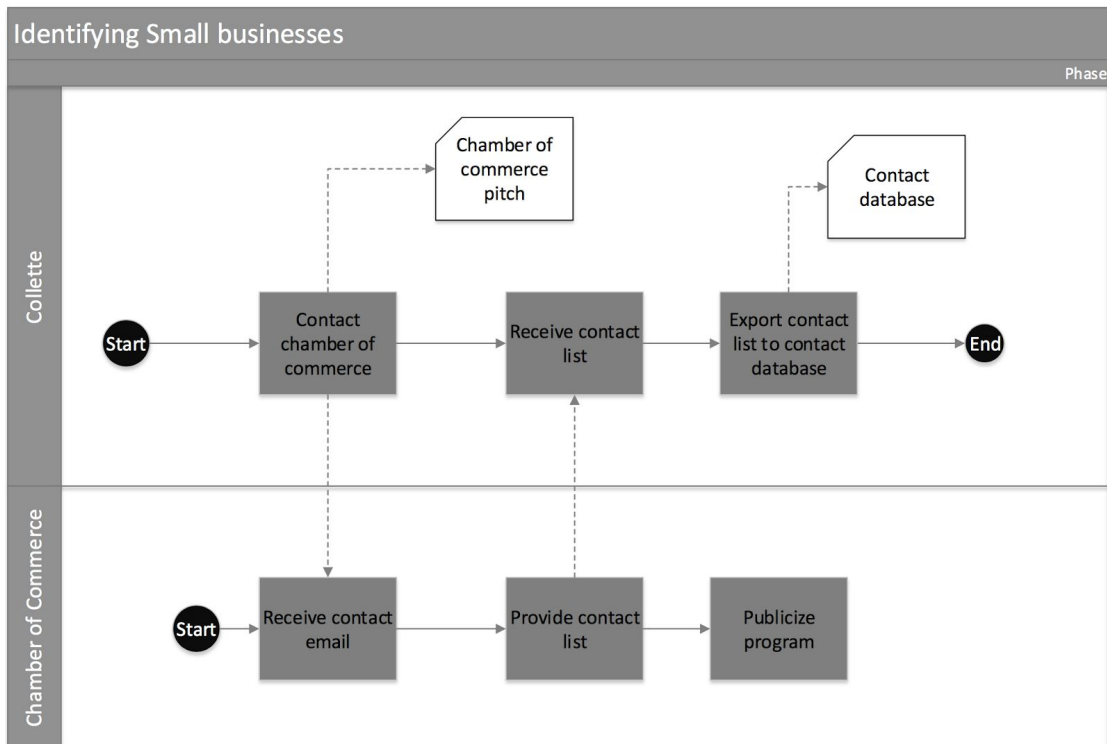 Identifying Small businesses
Phase
Collette
Chamber of
commerce
pitch
Contact
database
Start
Contact
chamber of
commerce
Receive contact
list
Export contact
list to contact
database
End
Chamber of Commerce
Start
Receive contact
email
Provide contact
list
Publicize
program